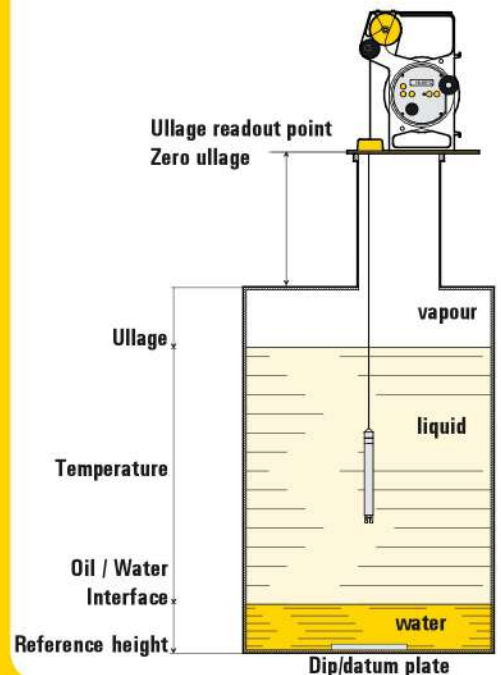 Ullage readout point
Zero ullage
vapour
Ullage
liquid
Temperature
Oil / Water
Interface
water
Reference height
Dip/datum plate